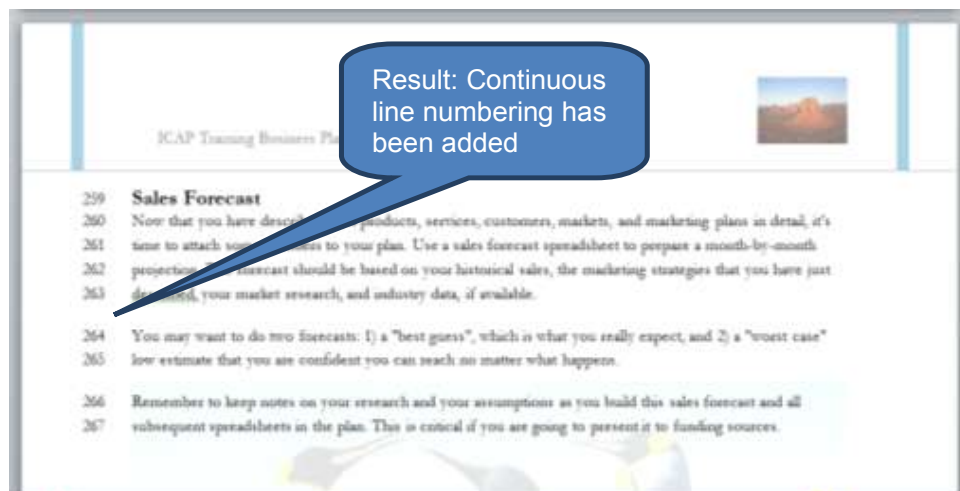 Result: Continuous
line numbering has
been added
ICAP Training Business
259 Sales Forecast
260 Now that you have products, services, customers, markets, and marketing plans in detail, it's
261 time to attach to your plan. Use a sales forecast spreadsheet to prepare a month-by-month
262 projection. forecast should be based on your historical sales, the marketing strategies that you have just
263 your market research, and industry data, if available.
264 You may want to do two forecasts: 1) a "best guess", which is what you really expect, and 2) a "worst case"
265 low estimate that you are confident you can reach no matter what happens.
266 Remember to keep notes on your research and your assumptions as you build this sales forecast and all
267 subsequent spreadsheets in the plan. This is critical if you are going to present it to funding sources.